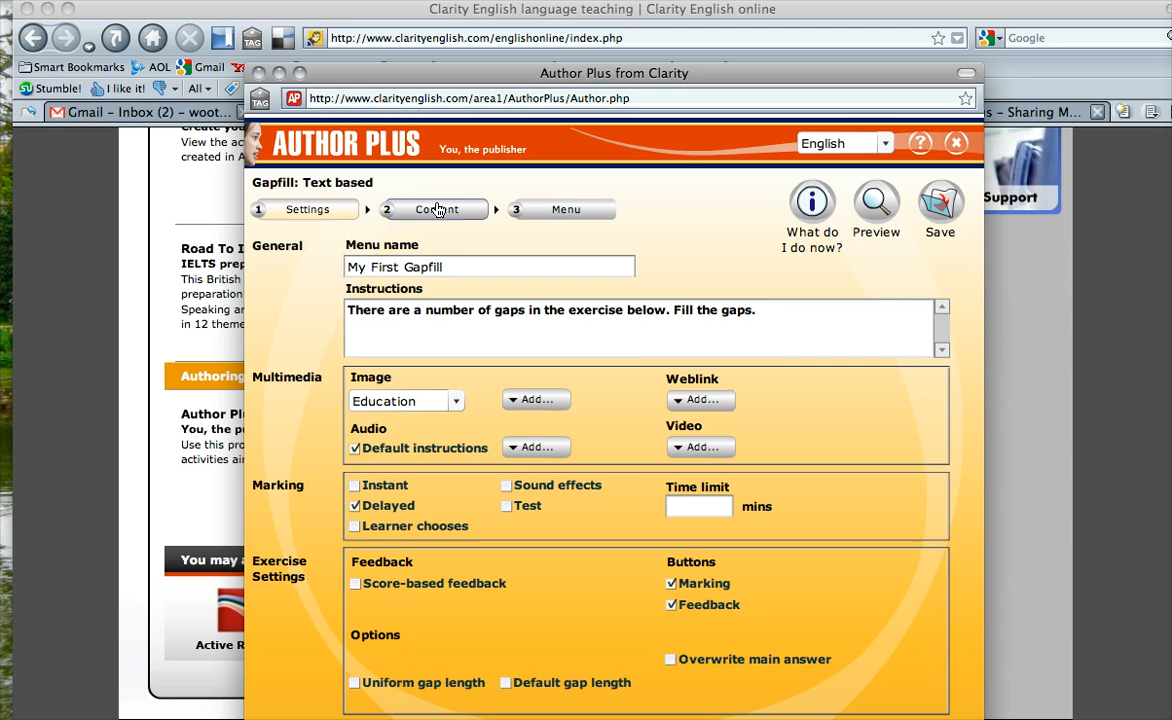 Clarity English language teaching | Clarity English online
TAG
http://www.clarityenglish.com/englishonline/index.php
Google
Smart Bookmarks
AOL
Gmail
Stumble!
I like it!
All
Gmail – Inbox (2) – woot...
s – Sharing M...
Author Plus from Clarity
TAG
AP
http://www.clarityenglish.com/area1/AuthorPlus/Author.php
View the ac
created in A
AUTHOR PLUS
You, the publisher
English
?
Support
Gapfill: Text based
1 Settings
2 Content
3 Menu
What do
I do now?
Preview
Save
General
Menu name
My First Gapfill
Instructions
There are a number of gaps in the exercise below. Fill the gaps.
Road To I
IELTS prep
This British
preparation
Speaking an
in 12 theme
Authoring
Author Pl
You, the p
Use this pro
activities ai
Multimedia
Image
Education
Add...
Weblink
Add...
Audio
Default instructions
Add...
Video
Add...
Marking
Instant
Sound effects
Time limit
Delayed
Test
mins
Learner chooses
You may a
Active R
Exercise
Settings
Feedback
Score-based feedback
Buttons
Marking
Feedback
Options
Overwrite main answer
Uniform gap length
Default gap length